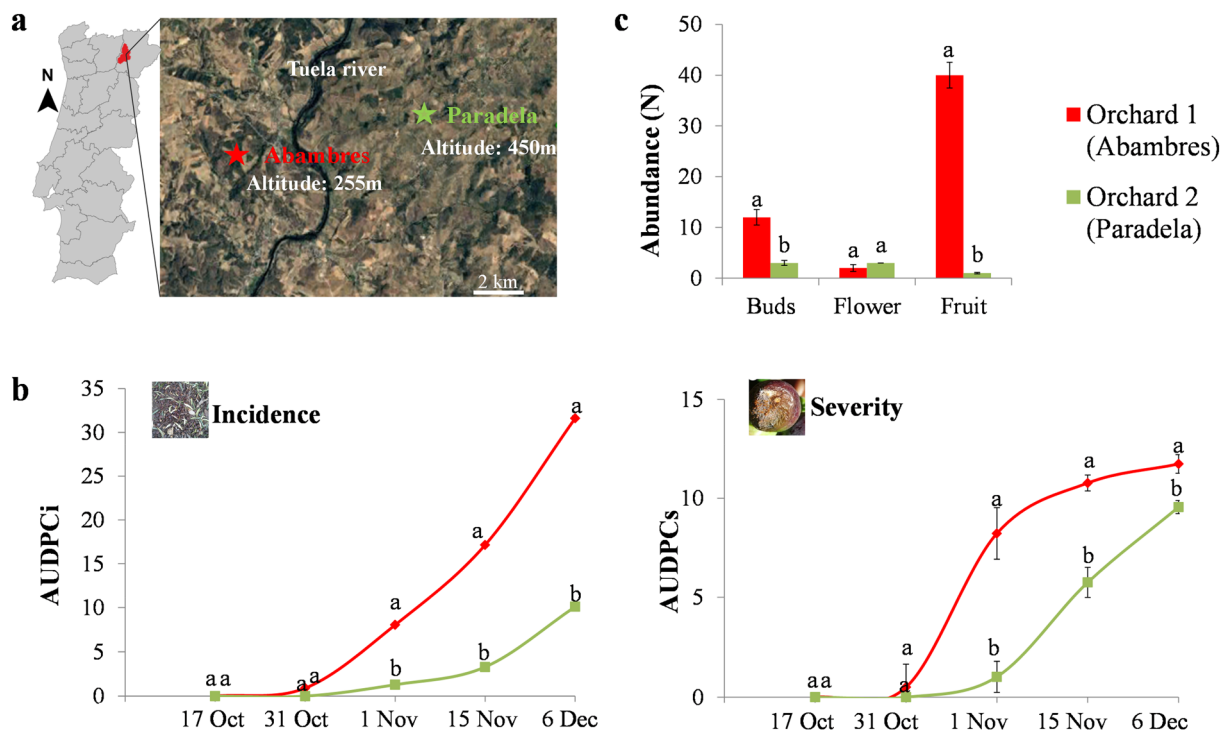 a
N
Tuela river
Paradela
Altitude: 450m
Abambres
Altitude: 255m
2 km
c
Abundance (N)
50
40
30
20
10
0
a
b
a
a
a
b
Buds
Flower
Fruit
Orchard 1
(Abambres)
Orchard 2
(Paradela)
b
Incidence
AUDPCi
35
30
25
20
15
10
5
0
a a
a a
a
b
a
b
a
b
17 Oct
31 Oct
1 Nov
15 Nov
6 Dec
Severity
AUDPCs
15
10
5
0
a a
a
a
a
b
a
b
a
b
17 Oct
31 Oct
1 Nov
15 Nov
6 Dec